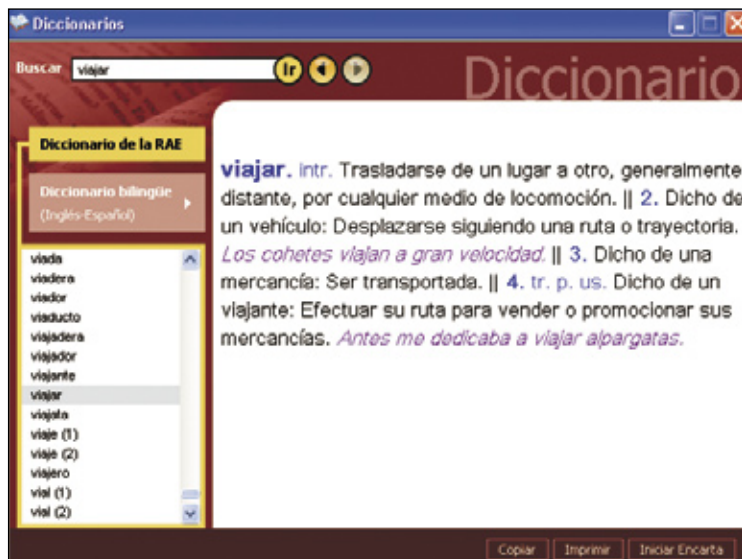 Diccionarios
Buscar viajar Ir
Diccionario
Diccionario de la RAE
Diccionario bilingüe
(Inglés-Español)
viada
viadera
viador
viaducto
viajadera
viajador
viajante
viajar
viajata
viaje (1)
viaje (2)
viajero
vial (1)
vial (2)
viajar. intr. Trasladarse de un lugar a otro, generalmente
distante, por cualquier medio de locomoción. || 2. Dicho de
un vehículo: Desplazarse siguiendo una ruta o trayectoria.
Los cohetes viajan a gran velocidad. || 3. Dicho de una
mercancía: Ser transportada. || 4. tr. p. us. Dicho de un
viajante: Efectuar su ruta para vender o promocionar sus
mercancías. Antes me dedicaba a viajar alpargatas.
Copiar Imprimir Iniciar Encarta